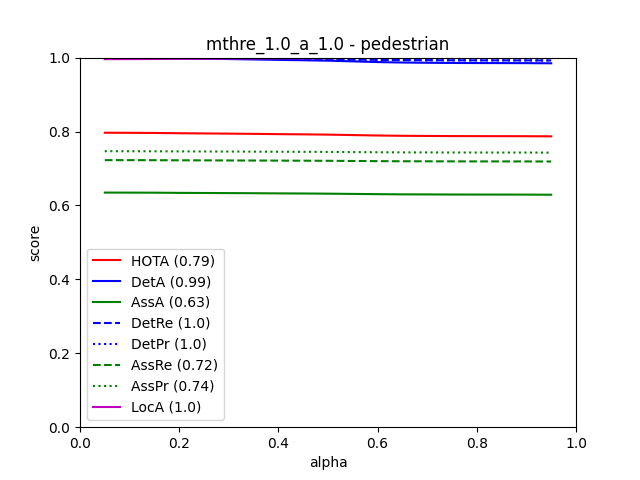 mthre_1.0_a_1.0 - pedestrian
score
1.0
0.8
0.6
0.4
0.2
0.0
HOTA (0.79)
DetA (0.99)
AssA (0.63)
DetRe (1.0)
DetPr (1.0)
AssRe (0.72)
AssPr (0.74)
LocA (1.0)
0.0 0.2 0.4 0.6 0.8 1.0
alpha